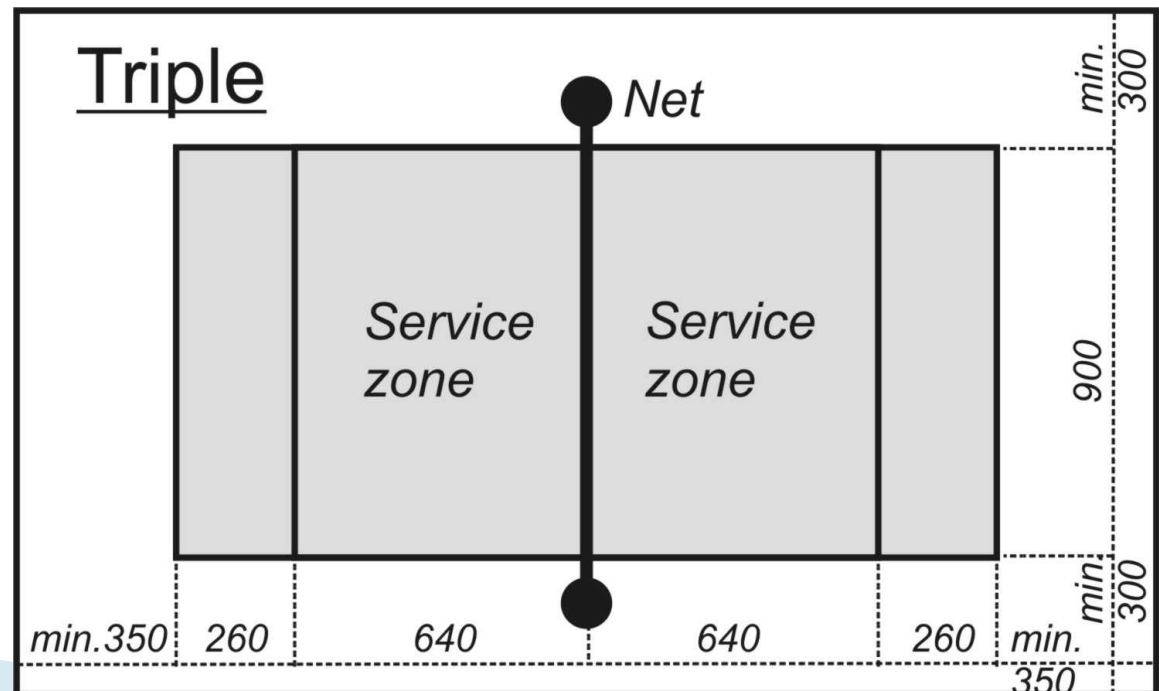 Triple
Net
min.
300
Service
zone
Service
zone
900
min.
300
min.350
260
640
640
260
min.
350